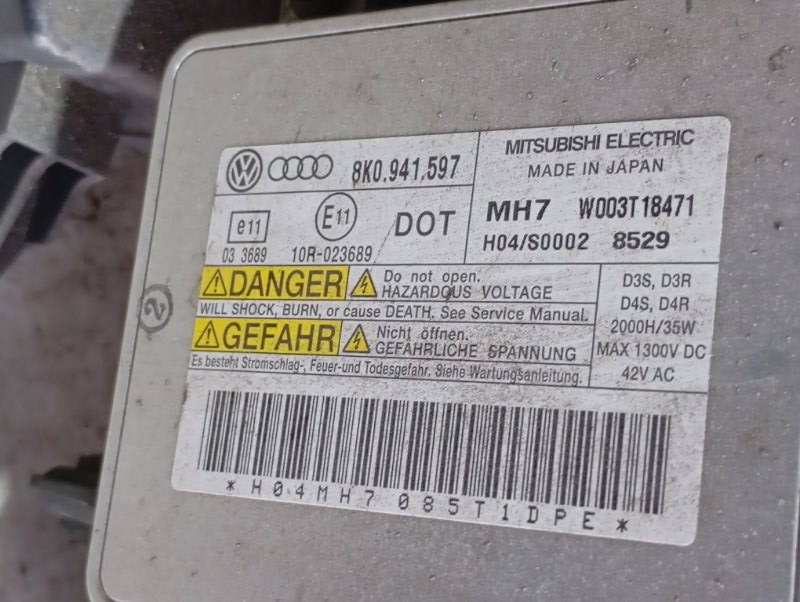 8K0.941.597
MITSUBISHI ELECTRIC
MADE IN JAPAN
e11
E11
DOT
03 3689
10R-023689
MH7 W003T18471
H04/S0002 8529
DANGER
Do not open.
HAZARDOUS VOLTAGE
WILL SHOCK, BURN, or cause DEATH. See Service Manual.
GEFAHR
Nicht öffnen.
GEFÄHRLICHE SPANNUNG
Es besteht Stromschlag-, Feuer-und Todesgefahr. Siehe Wartungsanleitung.
D3S, D3R
D4S, D4R
2000H/35W
MAX 1300V DC
42V AC
*H04MH7 085T1DPE*
2